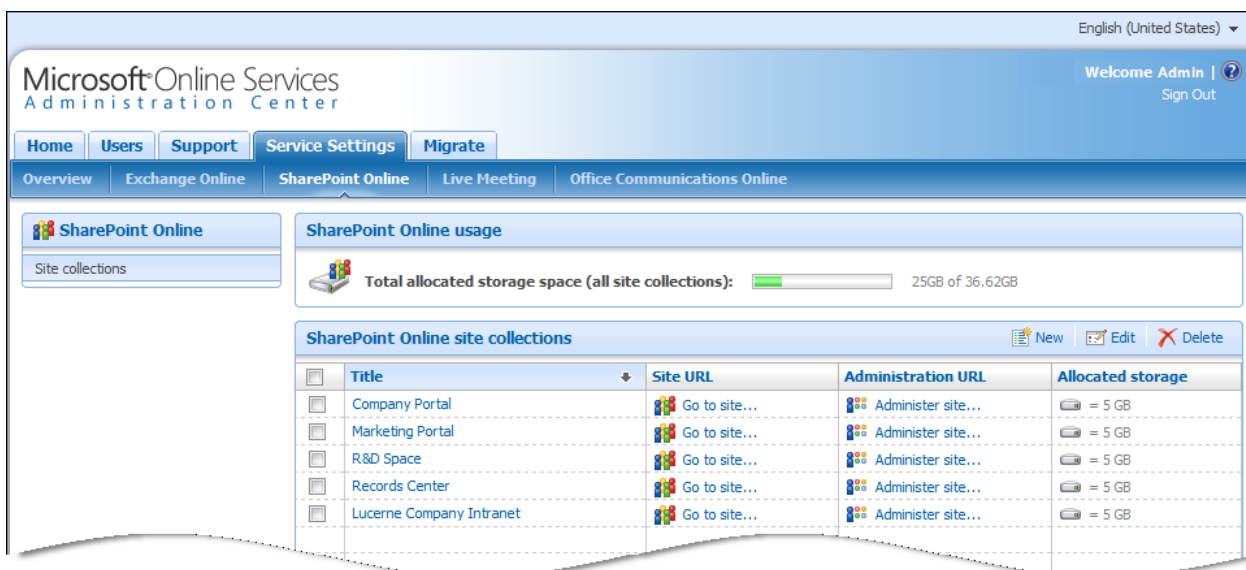 English (United States)
Microsoft® Online Services
Administration Center
Welcome Admin |
Sign Out
Home Users Support Service Settings Migrate
Overview Exchange Online SharePoint Online Live Meeting Office Communications Online
SharePoint Online
Site collections
SharePoint Online usage
Total allocated storage space (all site collections): 25GB of 36.62GB
SharePoint Online site collections New Edit Delete
Title Site URL Administration URL Allocated storage
Company Portal Go to site... Administer site... = 5 GB
Marketing Portal Go to site... Administer site... = 5 GB
R&D Space Go to site... Administer site... = 5 GB
Records Center Go to site... Administer site... = 5 GB
Lucerne Company Intranet Go to site... Administer site... = 5 GB